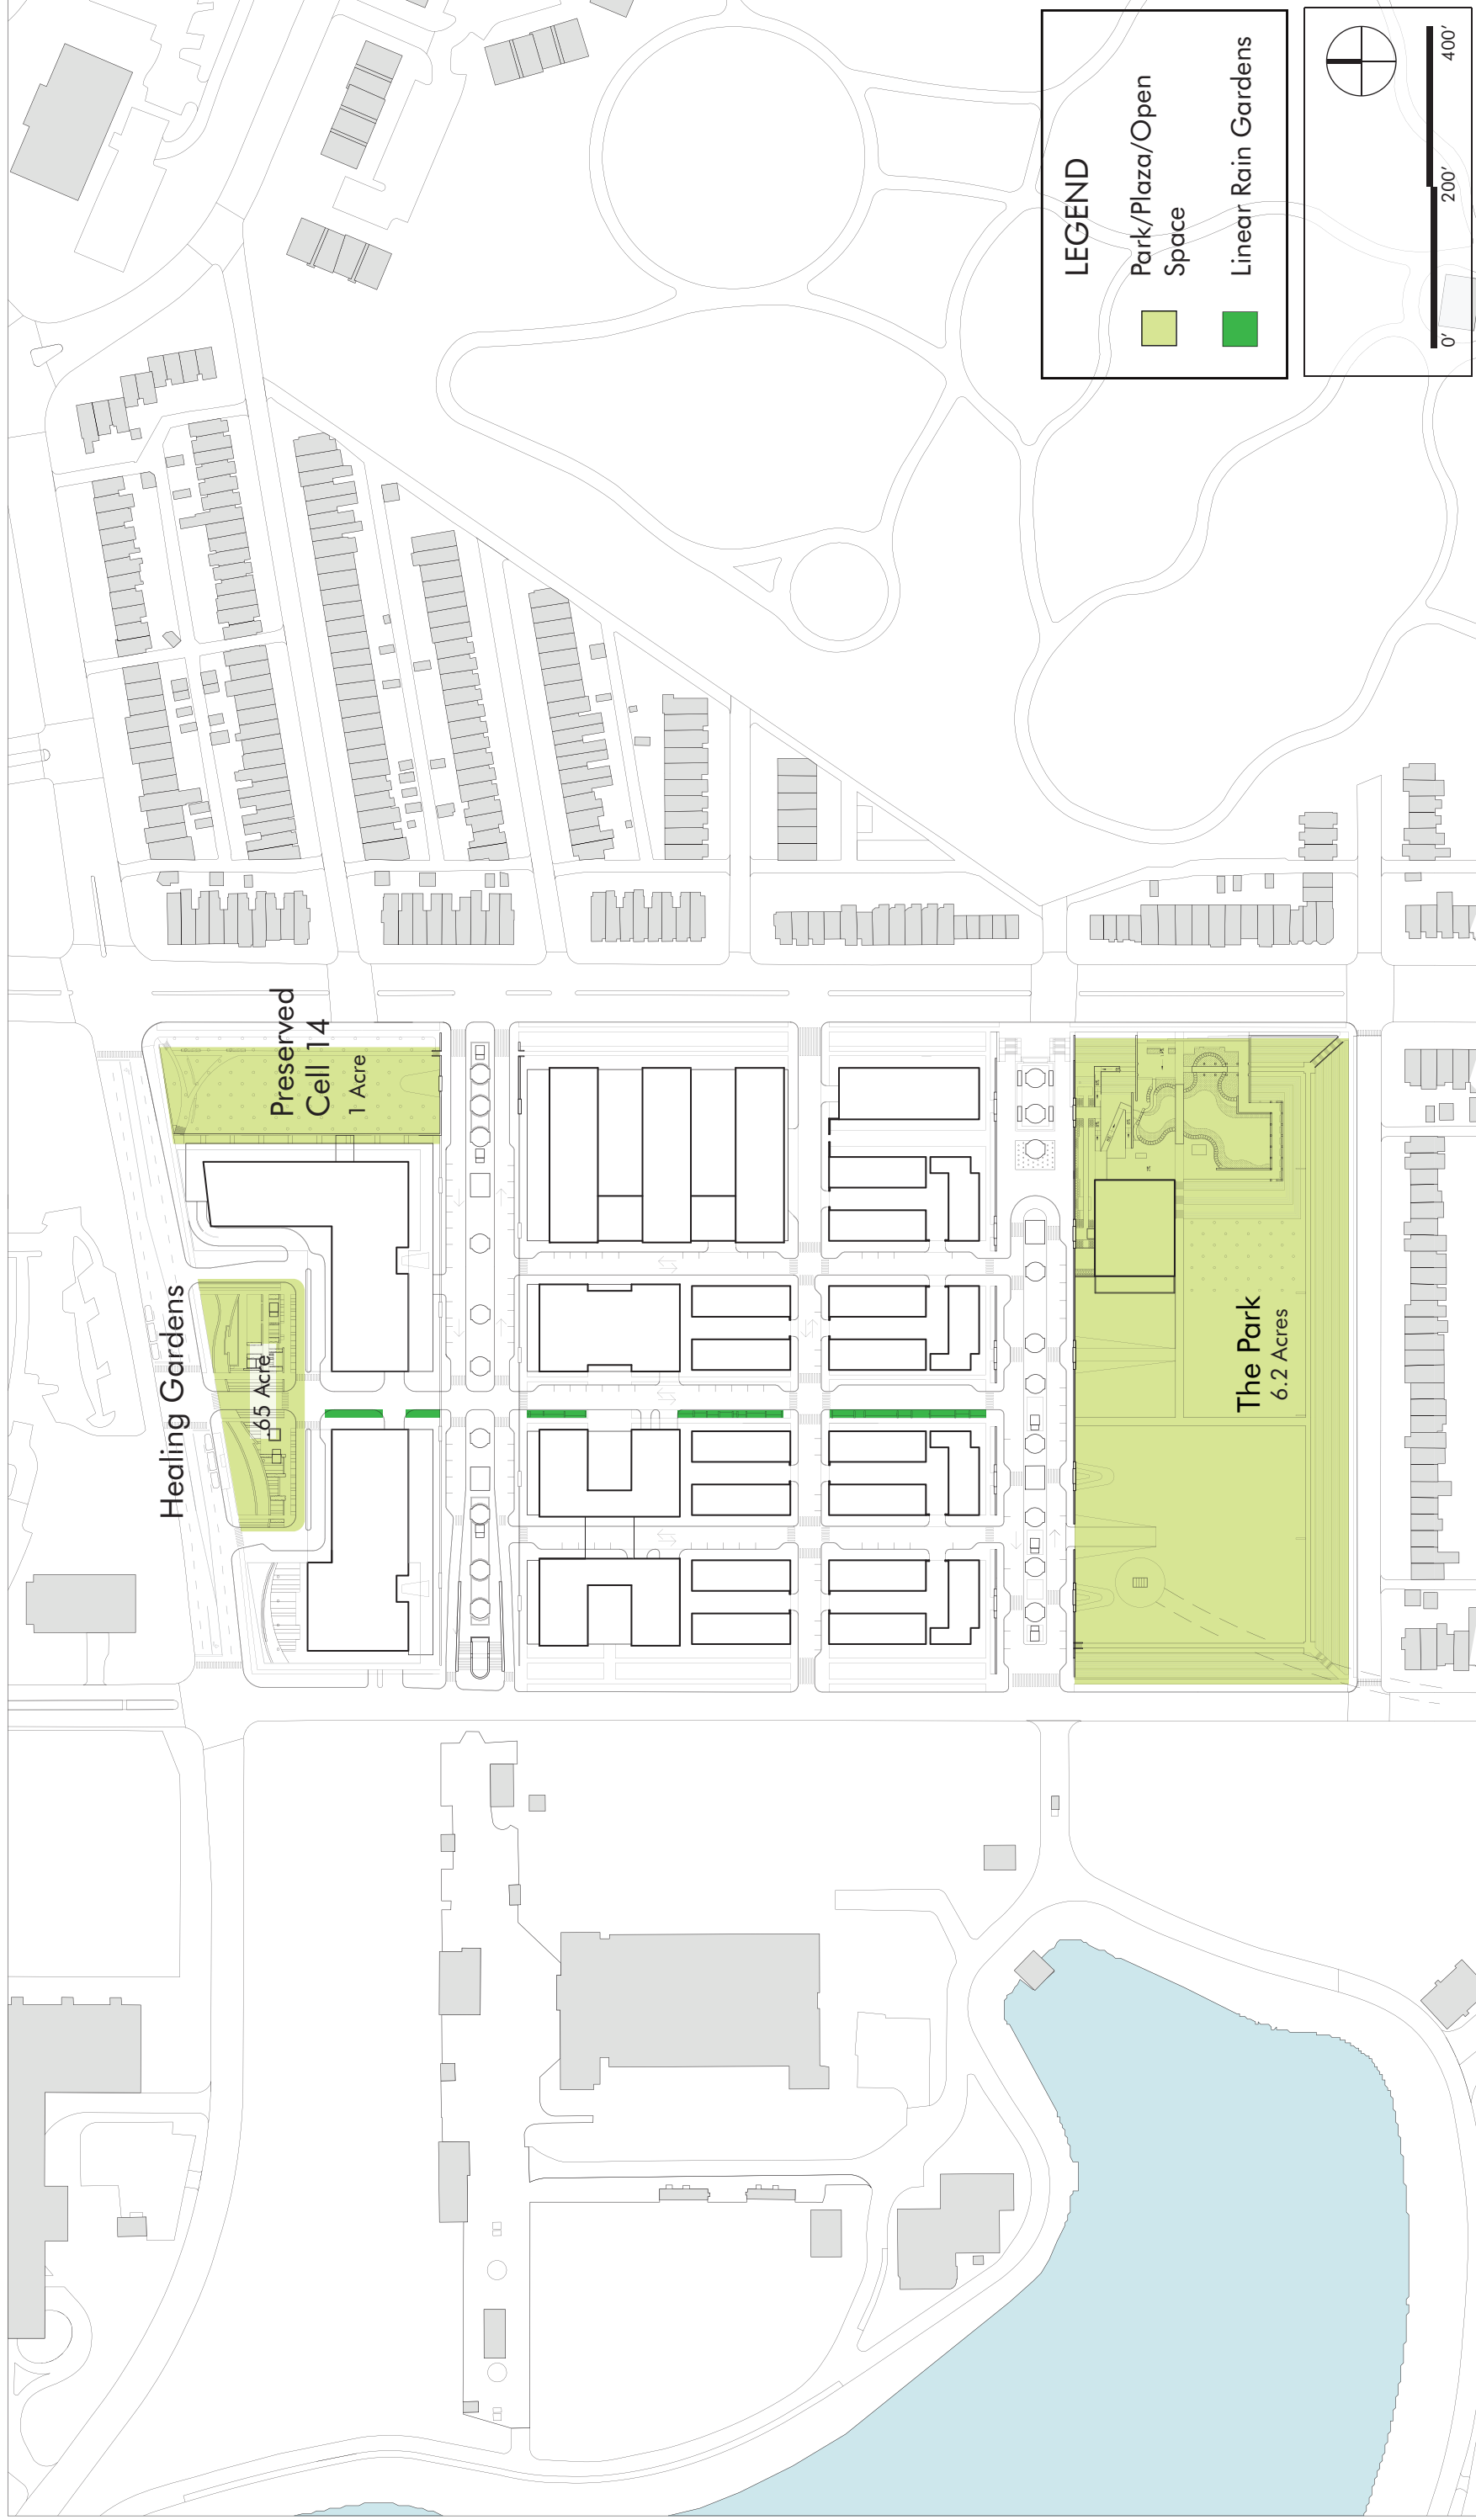 LEGEND
Park/Plaza/Open
Space
Linear Rain Gardens
0'
200'
400'
Preserved
Cell 14
1 Acre
Healing Gardens
.65 Acre
The Park
6.2 Acres